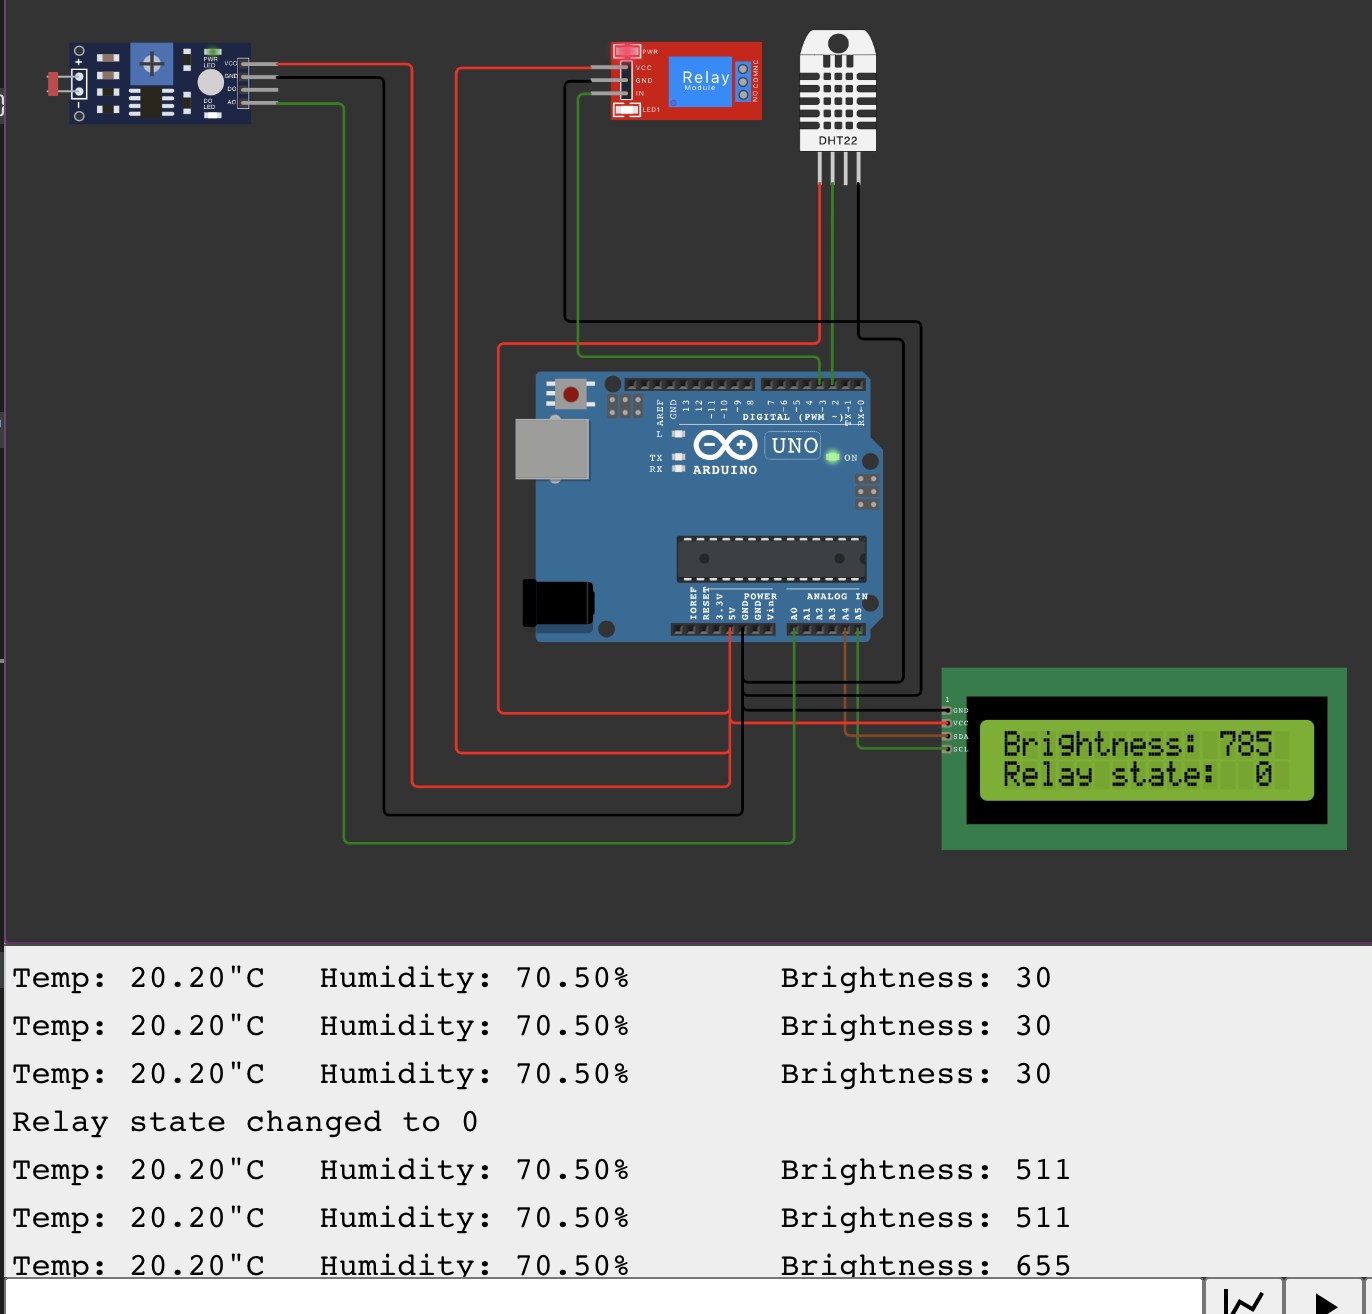 +
PWR
LED
VCC
GND
DO
AO
DO
LED
PWR
VCC
GND
IN
LED1
Relay
Module
NO COM NC
DHT22
AREF
GND
13
12
~11
~10
~9
8
7
~6
~5
4
~3
2
TX→1
RX←0
DIGITAL (PWM ~)
L
TX
RX
UNO
ON
ARDUINO
IOREF
RESET
3.3V
5V
GND
GND
Vin
POWER
ANALOG IN
A0
A1
A2
A3
A4
A5
1
GND
VCC
SDA
SCL
Brightness: 785
Relay state: 0
Temp: 20.20"C Humidity: 70.50% Brightness: 30
Temp: 20.20"C Humidity: 70.50% Brightness: 30
Temp: 20.20"C Humidity: 70.50% Brightness: 30
Relay state changed to 0
Temp: 20.20"C Humidity: 70.50% Brightness: 511
Temp: 20.20"C Humidity: 70.50% Brightness: 511
Temp: 20.20"C Humidity: 70.50% Brightness: 655